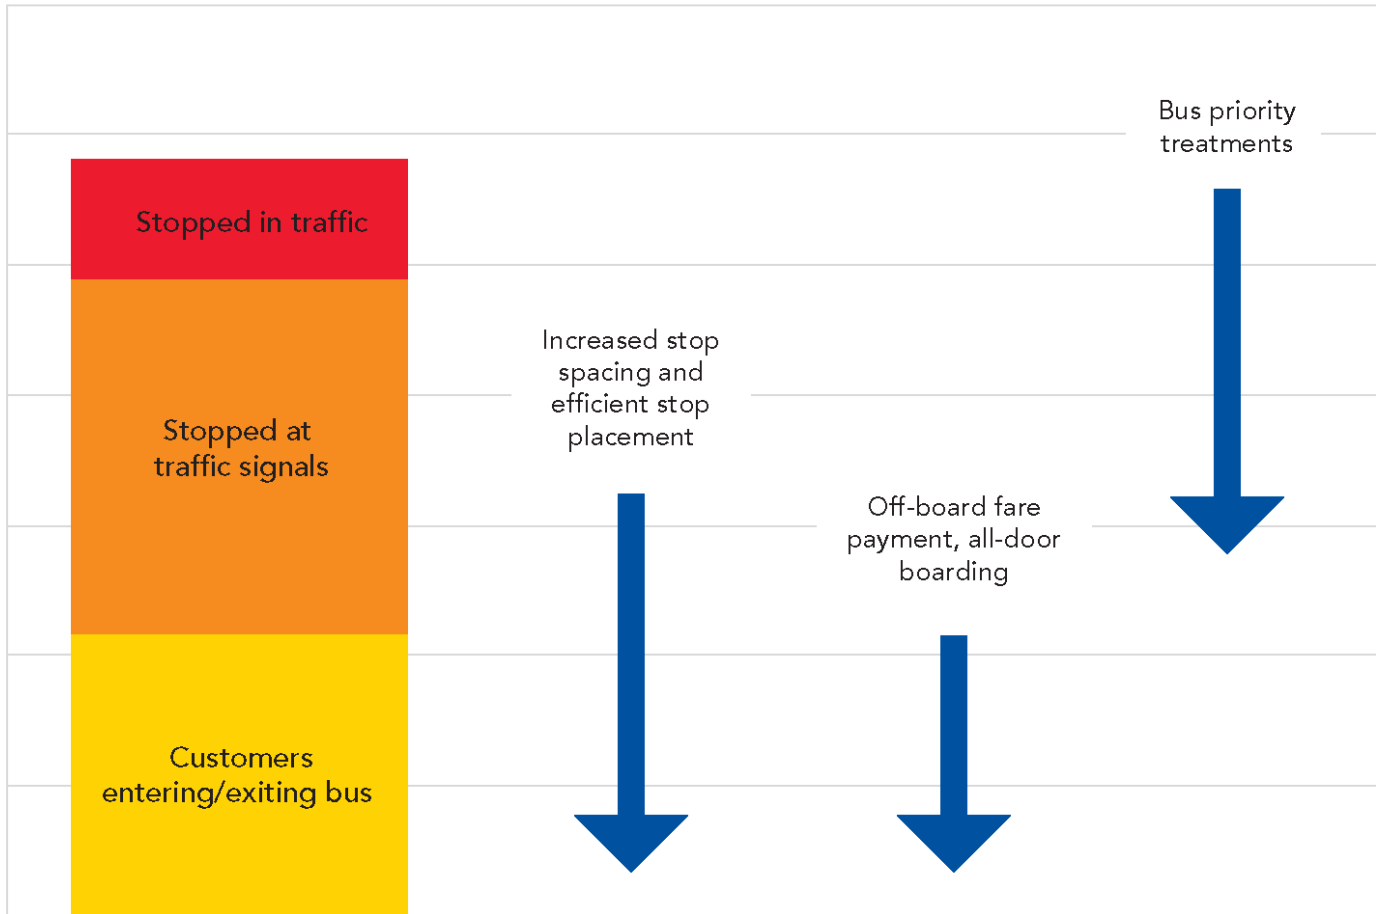 Stopped in traffic
Stopped at
traffic signals
Customers
entering/exiting bus
Increased stop
spacing and
efficient stop
placement
Off-board fare
payment, all-door
boarding
Bus priority
treatments